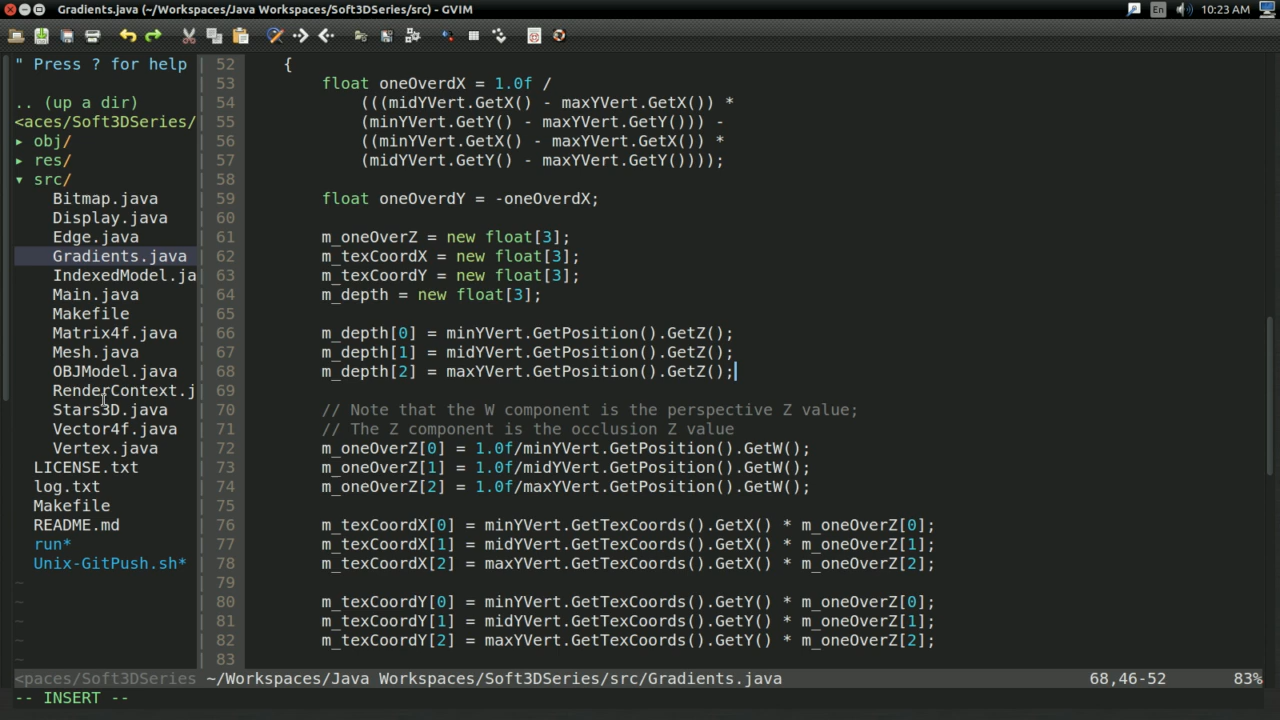 Gradients.java (~/Workspaces/Java Workspaces/Soft3DSeries/src) - GVIM
En
10:23 AM
" Press ? for help
.. (up a dir)
<aces/Soft3DSeries/
▸ obj/
▸ res/
▾ src/
Bitmap.java
Display.java
Edge.java
Gradients.java
IndexedModel.ja
Main.java
Makefile
Matrix4f.java
Mesh.java
OBJModel.java
RenderContext.j
Stars3D.java
Vector4f.java
Vertex.java
LICENSE.txt
log.txt
Makefile
README.md
run*
Unix-GitPush.sh*
~
~
~
~
~
52 {
53 float oneOverdX = 1.0f /
54 (((midYVert.GetX() - maxYVert.GetX()) *
55 (minYVert.GetY() - maxYVert.GetY())) -
56 ((minYVert.GetX() - maxYVert.GetX()) *
57 (midYVert.GetY() - maxYVert.GetY())));
58
59 float oneOverdY = -oneOverdX;
60
61 m_oneOverZ = new float[3];
62 m_texCoordX = new float[3];
63 m_texCoordY = new float[3];
64 m_depth = new float[3];
65
66 m_depth[0] = minYVert.GetPosition().GetZ();
67 m_depth[1] = midYVert.GetPosition().GetZ();
68 m_depth[2] = maxYVert.GetPosition().GetZ();
69
70 // Note that the W component is the perspective Z value;
71 // The Z component is the occlusion Z value
72 m_oneOverZ[0] = 1.0f/minYVert.GetPosition().GetW();
73 m_oneOverZ[1] = 1.0f/midYVert.GetPosition().GetW();
74 m_oneOverZ[2] = 1.0f/maxYVert.GetPosition().GetW();
75
76 m_texCoordX[0] = minYVert.GetTexCoords().GetX() * m_oneOverZ[0];
77 m_texCoordX[1] = midYVert.GetTexCoords().GetX() * m_oneOverZ[1];
78 m_texCoordX[2] = maxYVert.GetTexCoords().GetX() * m_oneOverZ[2];
79
80 m_texCoordY[0] = minYVert.GetTexCoords().GetY() * m_oneOverZ[0];
81 m_texCoordY[1] = midYVert.GetTexCoords().GetY() * m_oneOverZ[1];
82 m_texCoordY[2] = maxYVert.GetTexCoords().GetY() * m_oneOverZ[2];
83
<paces/Soft3DSeries ~/Workspaces/Java Workspaces/Soft3DSeries/src/Gradients.java 68,46-52 83%
-- INSERT --